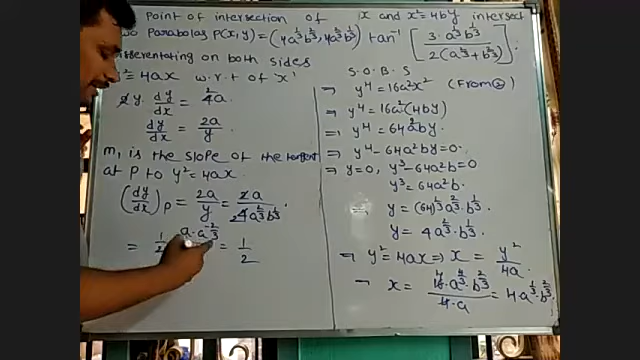 Point of intersection of x and x² = 4by intersect
Parabolas P(x,y) = (4a^{1/3}b^{2/3}, 4a^{2/3}b^{1/3}) tan⁻¹ [3·a^{1/3}b^{1/3} / 2(a^{2/3}+b^{2/3})].
Differentiating on both sides
= 4ax w.r.t of 'x'
2y. dy/dx = 4a
dy/dx = 2a/y
m₁ is the slope of the tangent
at P to y² = 4ax.
(dy/dx)P = 2a/y = 2a / 4a^{2/3}b^{1/3}.
= 1/2 a·a^{-2/3} = 1/2
S.O.B.S
⇒ y⁴ = 16a²x² (From ②)
⇒ y⁴ = 16a²(4by)
⇒ y⁴ = 64a²by.
⇒ y⁴ - 64a²by = 0.
⇒ y = 0, y³ - 64a²b = 0
y³ = 64a²b.
⇒ y = (64)^{1/3} a^{2/3}·b^{1/3}
y = 4a^{2/3}b^{1/3}
⇒ y² = 4ax ⇒ x = y²/4a
⇒ x = 16·a^{4/3}·b^{2/3} / 4·a = 4·a^{1/3}·b^{2/3}.